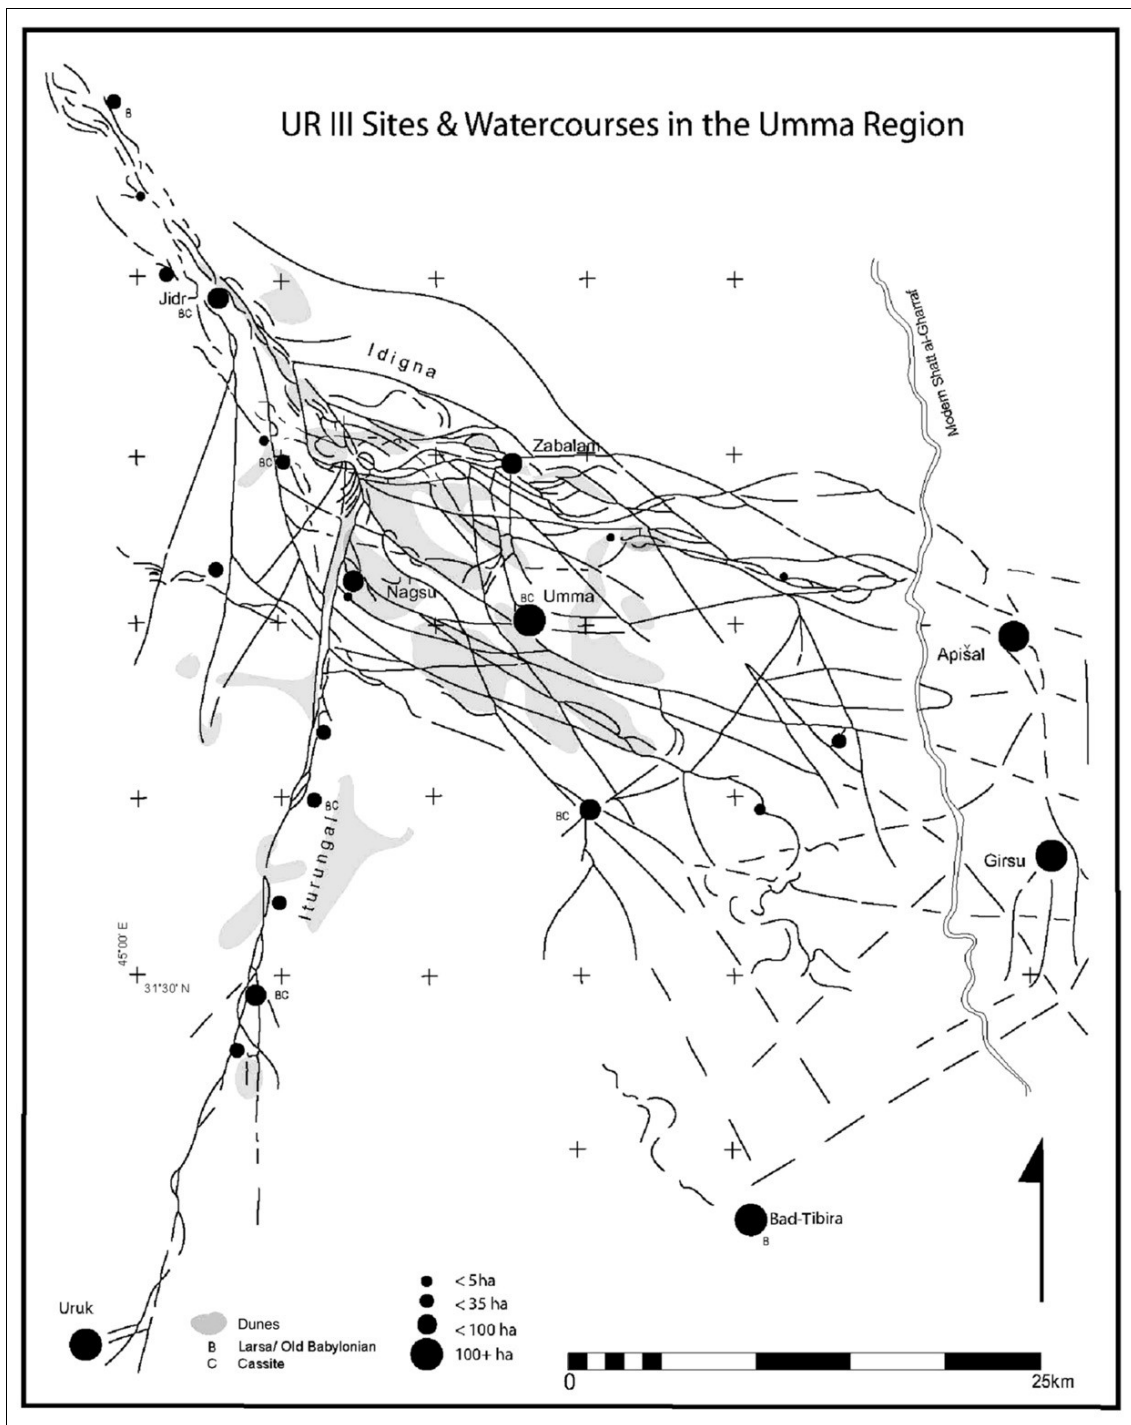 UR III Sites & Watercourses in the Umma Region
B
Jidr
BC
Idigna
Modern Shatt al-Gharraf
Zabalam
BC
Nagsu
BC
Umma
Apišal
BC
Iturungal
BC
Girsu
45°00' E
31°30' N
BC
Bad-Tibira
B
Uruk
Dunes
B Larsa/ Old Babylonian
C Cassite
< 5ha
< 35 ha
< 100 ha
100+ ha
0 25km